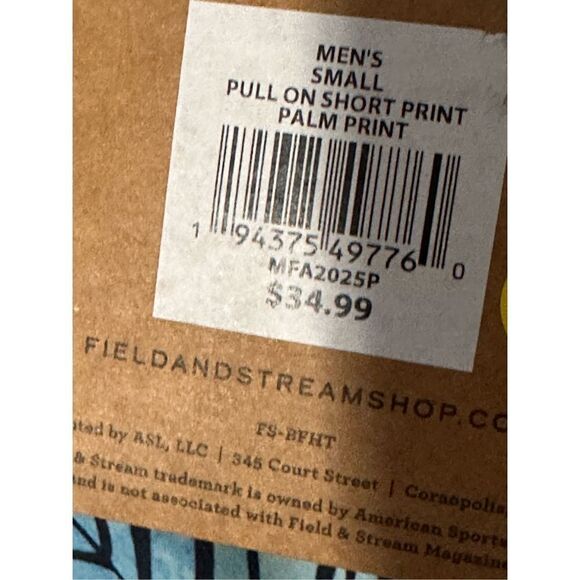 MEN'S
SMALL
PULL ON SHORT PRINT
PALM PRINT
1 94375 49776 0
MFA2025P
$34.99
FIELDANDSTREAMSHOP.CO
FS-BFHT
by ASL, LLC | 345 Court Street | Coraopolis
& Stream trademark is owned by American Sports
and is not associated with Field & Stream Magazine